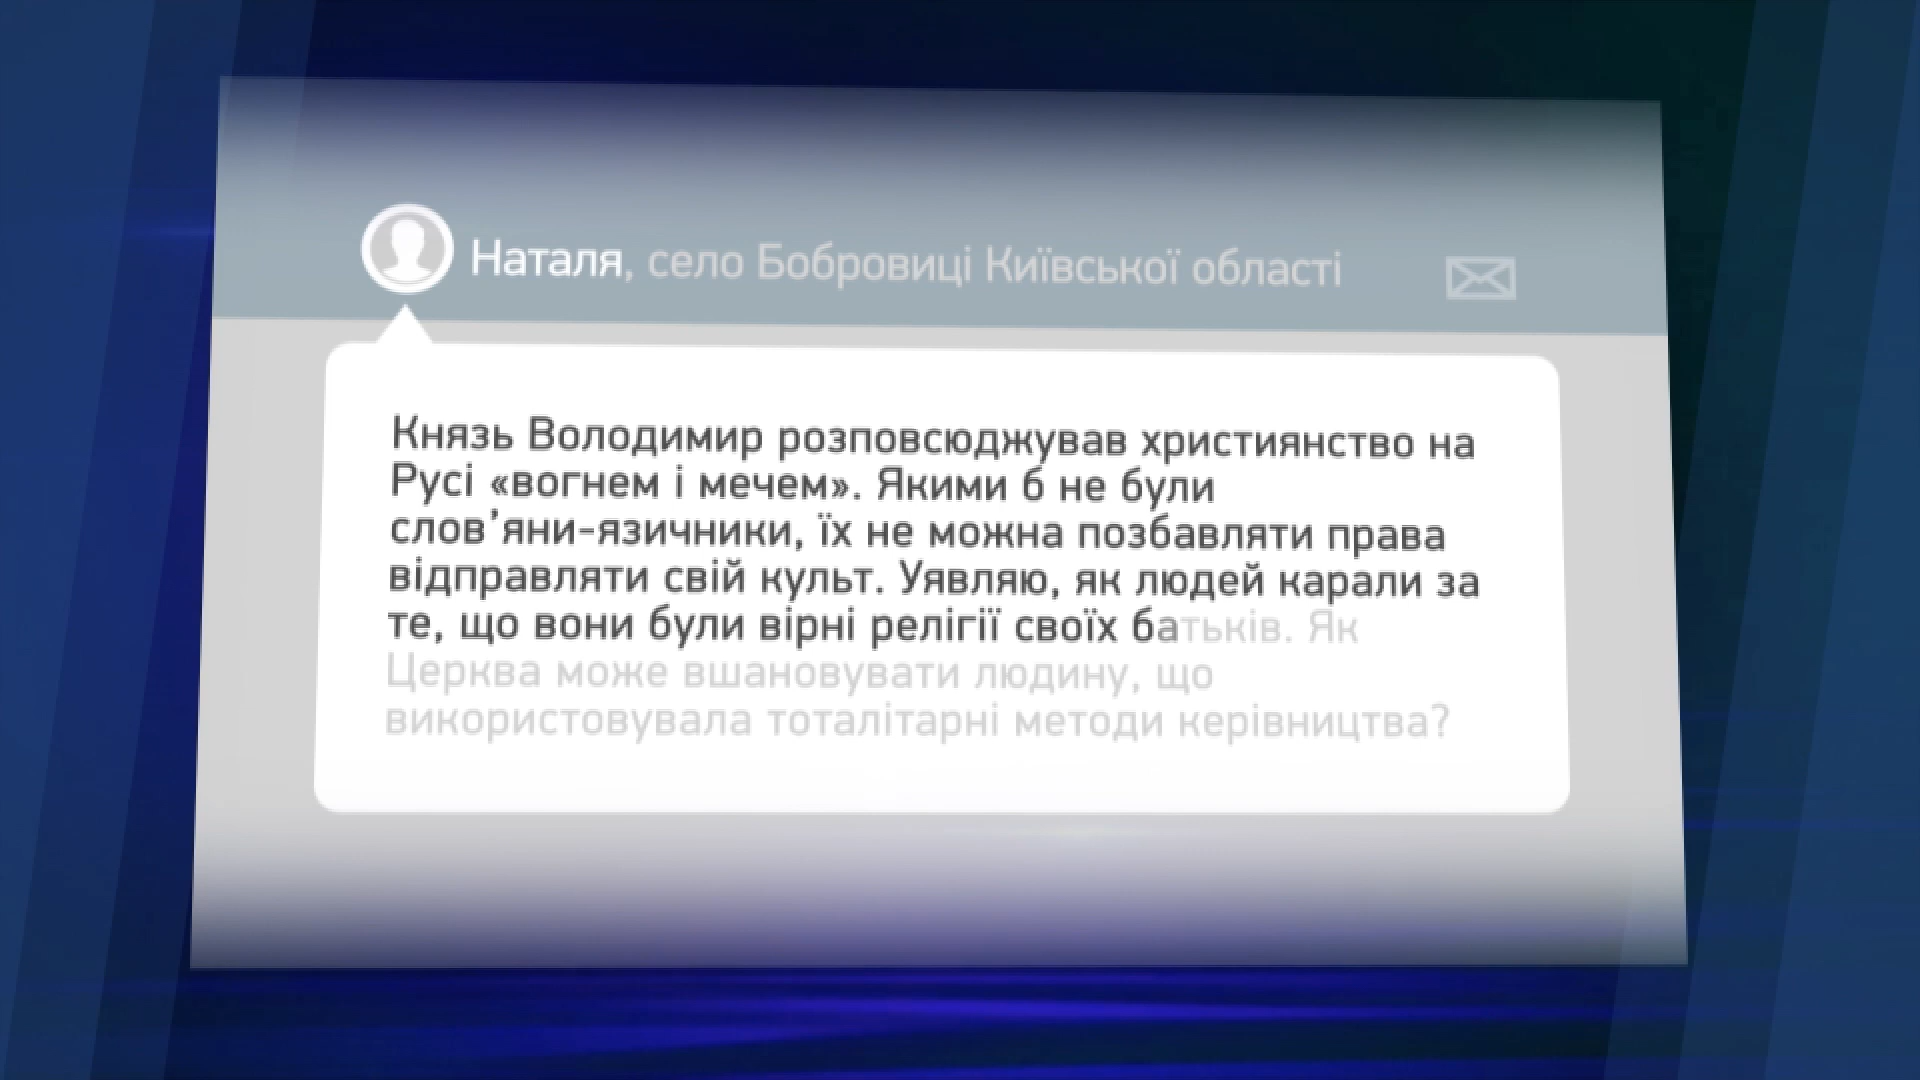 Наталя, село Бобровиці Київської області
Князь Володимир розповсюджував християнство на
Русі «вогнем і мечем». Якими б не були
слов’яни-язичники, їх не можна позбавляти права
відправляти свій культ. Уявляю, як людей карали за
те, що вони були вірні релігії своїх батьків. Як
Церква може вшановувати людину, що
використовувала тоталітарні методи керівництва?